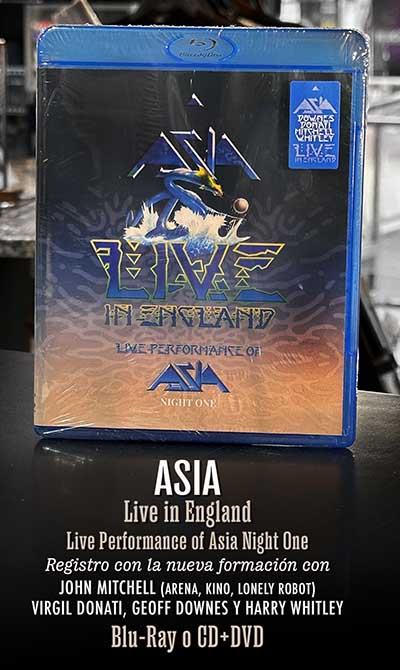 Blu-ray Disc
ASIA
ASIA
DOWNES
DONATI
MITCHELL
WHITLEY
LIVE
IN ENGLAND
LIVE
IN ENGLAND
LIVE PERFORMANCE OF
ASIA
NIGHT ONE
ASIA
Live in England
Live Performance of Asia Night One
Registro con la nueva formación con
JOHN MITCHELL (ARENA, KINO, LONELY ROBOT)
VIRGIL DONATI, GEOFF DOWNES Y HARRY WHITLEY
Blu-Ray o CD+DVD